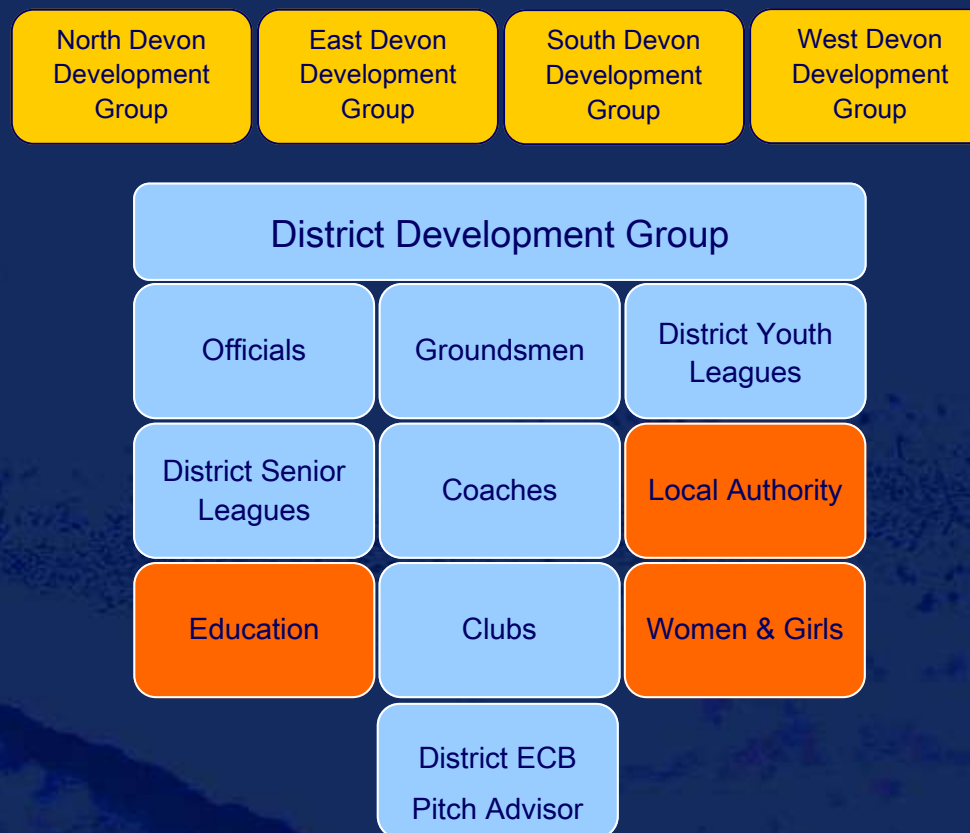 North Devon
Development
Group
East Devon
Development
Group
South Devon
Development
Group
West Devon
Development
Group
District Development Group
Officials
Groundsmen
District Youth
Leagues
District Senior
Leagues
Coaches
Local Authority
Education
Clubs
Women & Girls
District ECB
Pitch Advisor